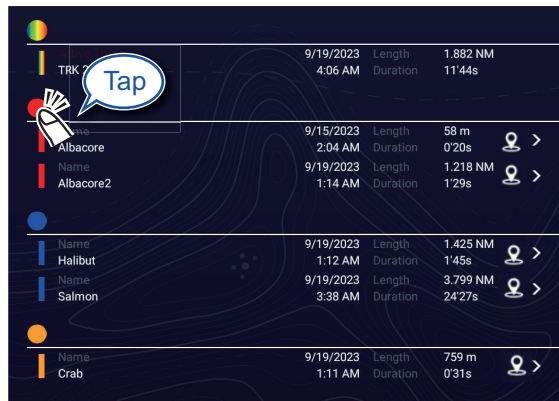 9/19/2023 Length 1.882 NM
TRK 4:06 AM Duration 11'44s
Tap
9/15/2023 Length 58 m
Albacore 2:04 AM Duration 0'20s
Name 9/19/2023 Length 1.218 NM
Albacore2 1:14 AM Duration 1'29s
Name 9/19/2023 Length 1.425 NM
Halibut 1:12 AM Duration 1'45s
Name 9/19/2023 Length 3.799 NM
Salmon 3:38 AM Duration 24'27s
Name 9/19/2023 Length 759 m
Crab 1:11 AM Duration 0'31s